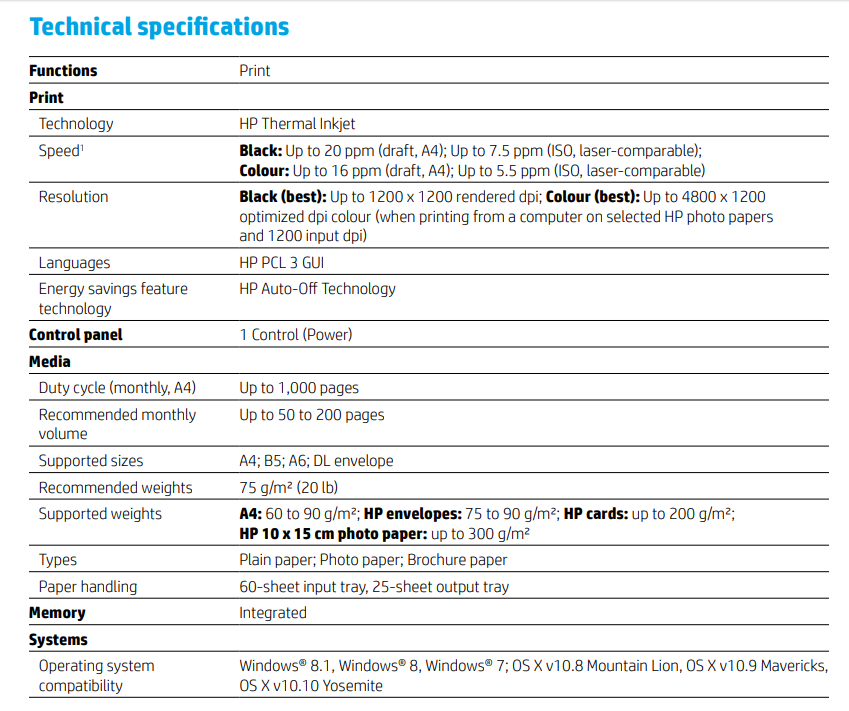 Technical specifications
Functions Print
Print
Technology HP Thermal Inkjet
Speed¹ Black: Up to 20 ppm (draft, A4); Up to 7.5 ppm (ISO, laser-comparable);
Colour: Up to 16 ppm (draft, A4); Up to 5.5 ppm (ISO, laser-comparable)
Resolution Black (best): Up to 1200 x 1200 rendered dpi; Colour (best): Up to 4800 x 1200
optimized dpi colour (when printing from a computer on selected HP photo papers
and 1200 input dpi)
Languages HP PCL 3 GUI
Energy savings feature HP Auto-Off Technology
technology
Control panel 1 Control (Power)
Media
Duty cycle (monthly, A4) Up to 1,000 pages
Recommended monthly Up to 50 to 200 pages
volume
Supported sizes A4; B5; A6; DL envelope
Recommended weights 75 g/m² (20 lb)
Supported weights A4: 60 to 90 g/m²; HP envelopes: 75 to 90 g/m²; HP cards: up to 200 g/m²;
HP 10 x 15 cm photo paper: up to 300 g/m²
Types Plain paper; Photo paper; Brochure paper
Paper handling 60-sheet input tray, 25-sheet output tray
Memory Integrated
Systems
Operating system Windows® 8.1, Windows® 8, Windows® 7; OS X v10.8 Mountain Lion, OS X v10.9 Mavericks,
compatibility OS X v10.10 Yosemite